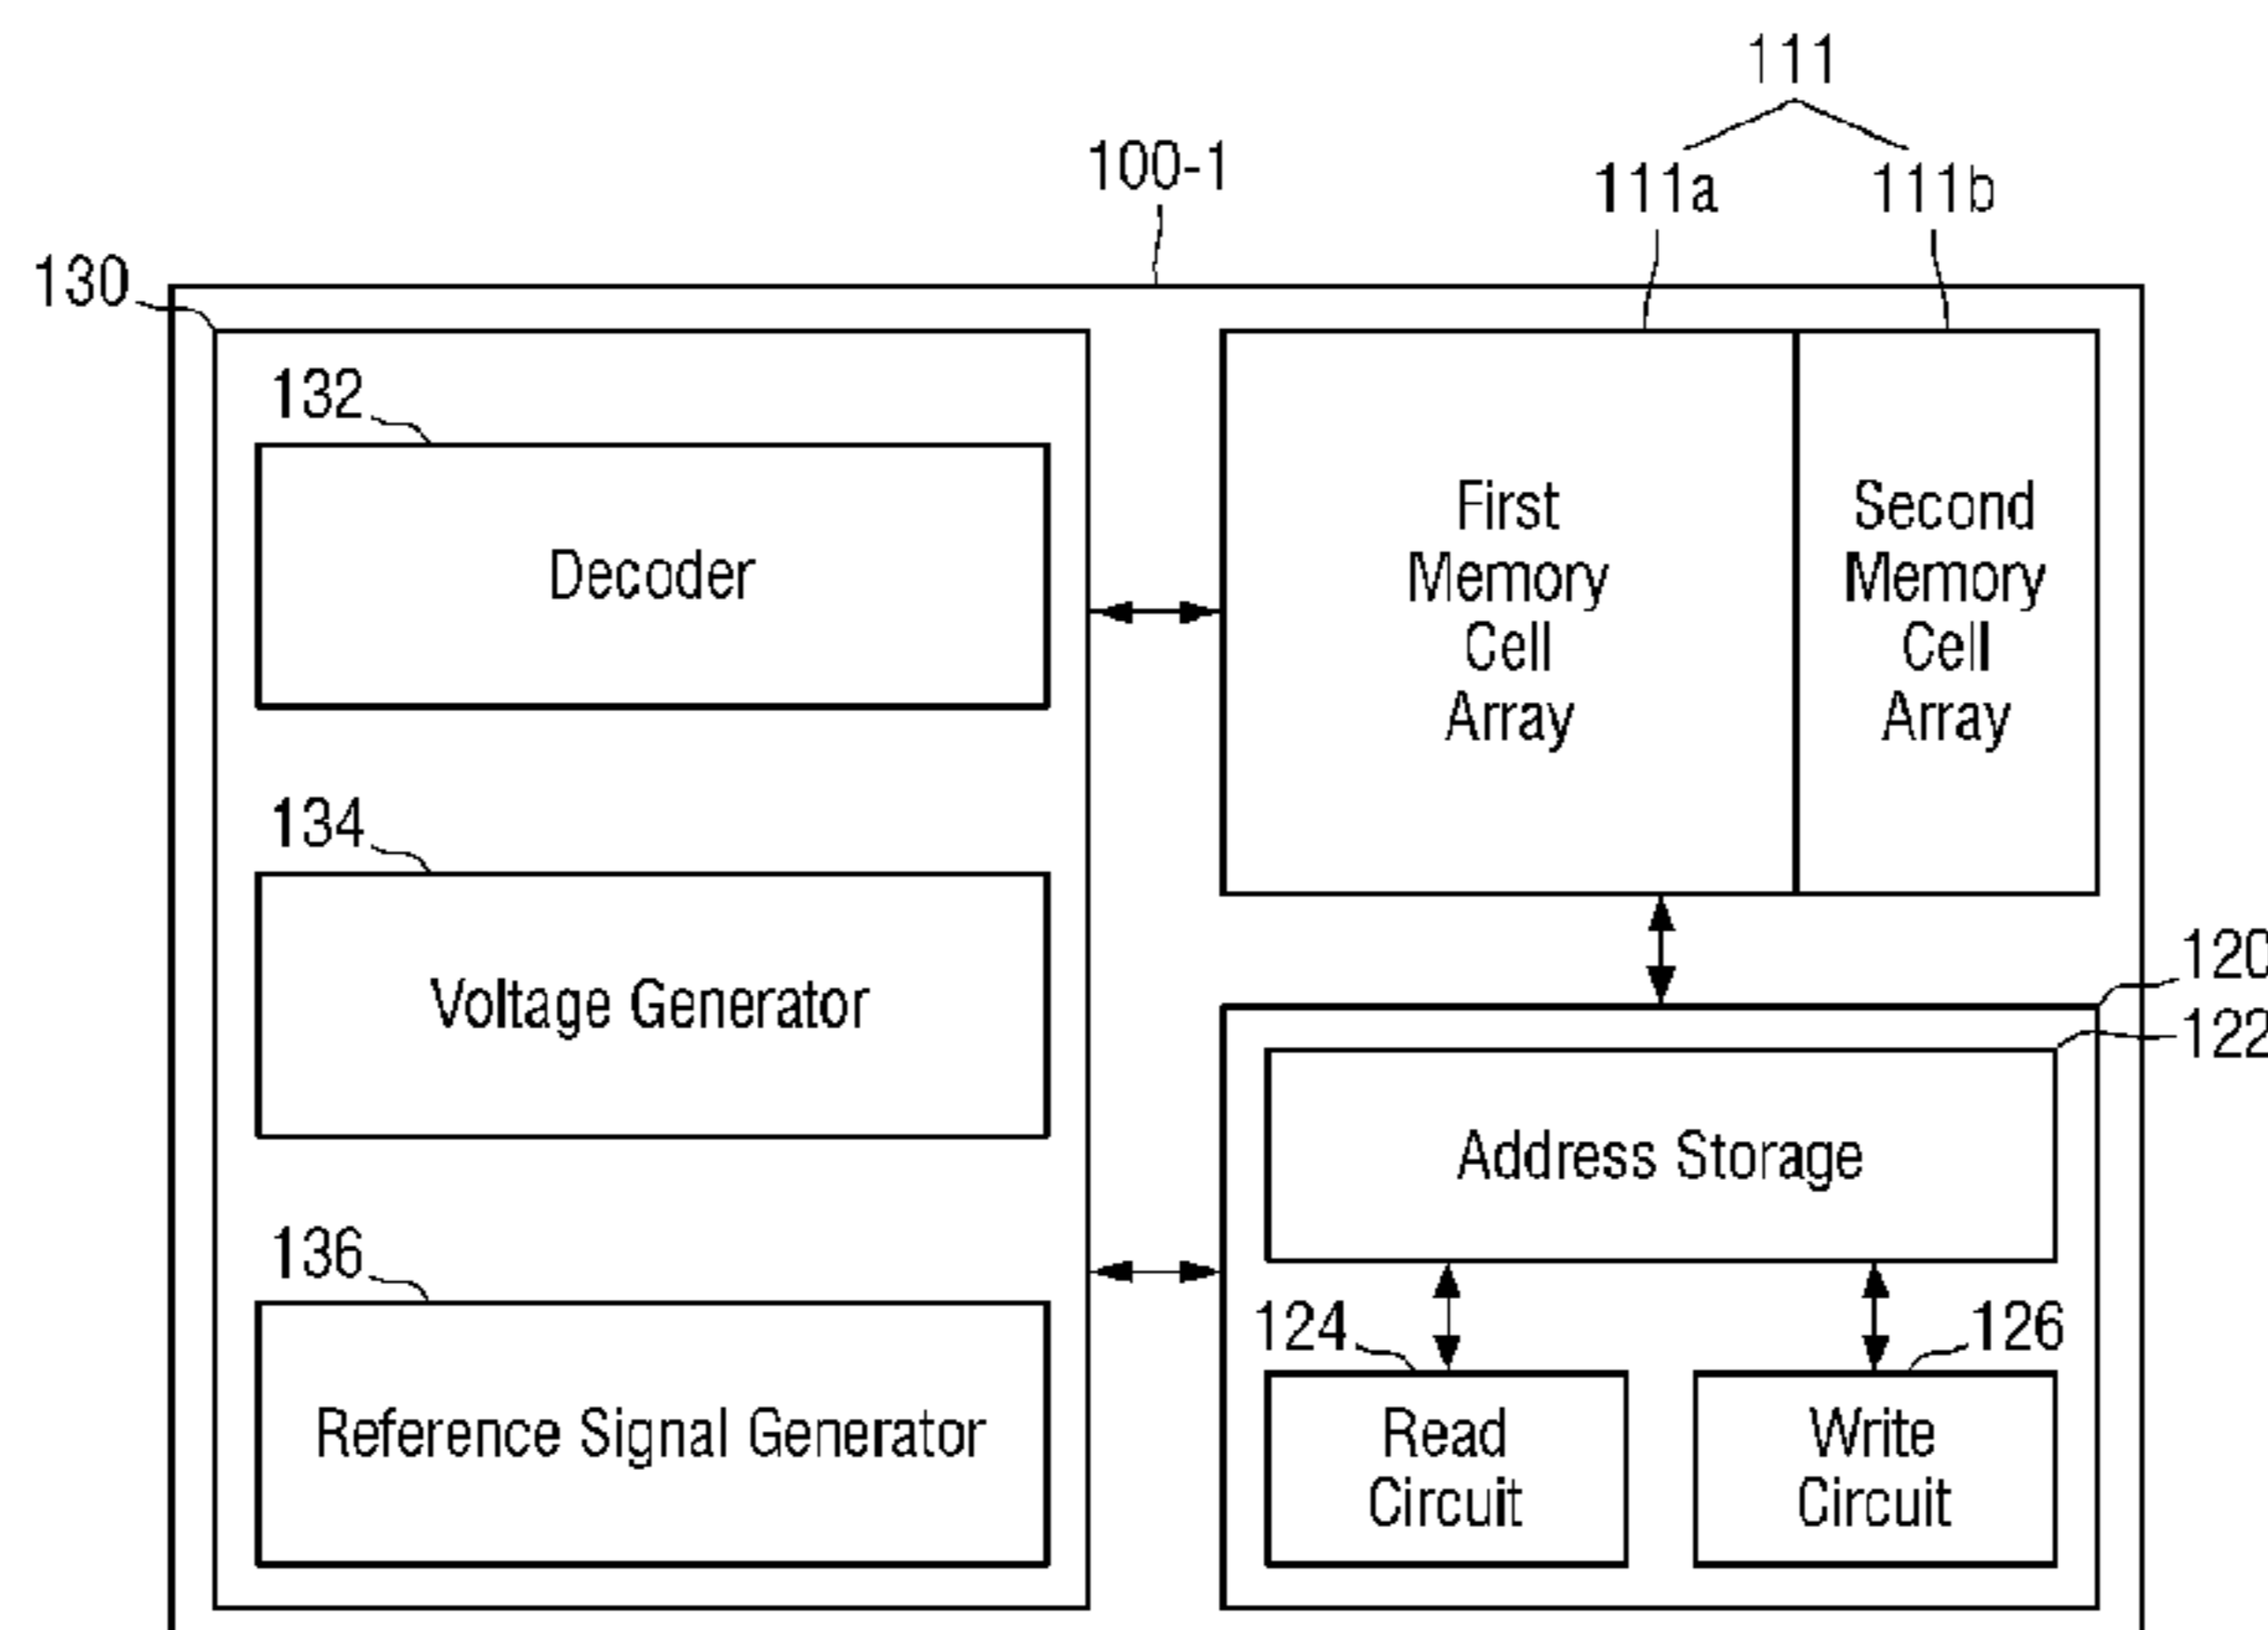 111
100-1
111a 111b
130
132
Decoder
First
Memory
Cell
Array
Second
Memory
Cell
Array
134
Voltage Generator
120
122
Address Storage
136
Reference Signal Generator
124
126
Read
Circuit
Write
Circuit